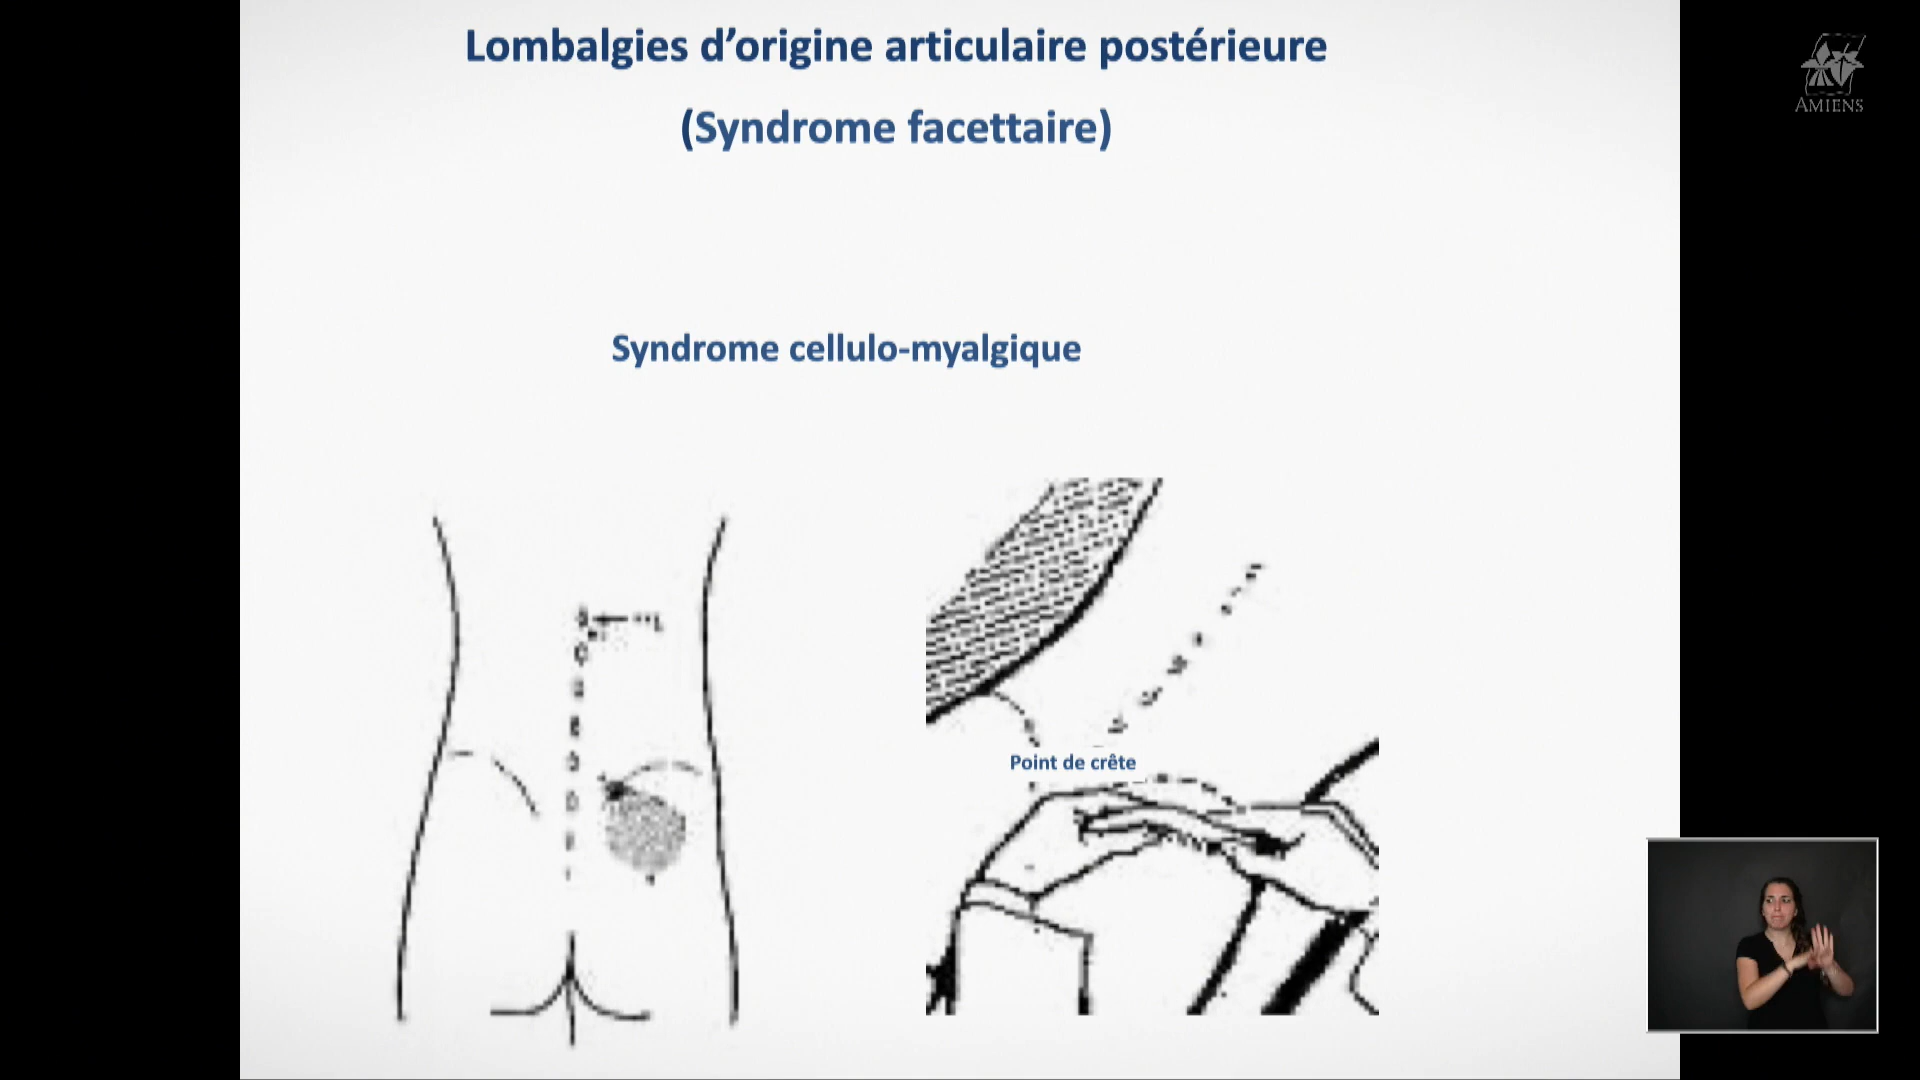 Lombalgies d’origine articulaire postérieure
(Syndrome facettaire)
AMIENS
Syndrome cellulo-myalgique
Point de crête